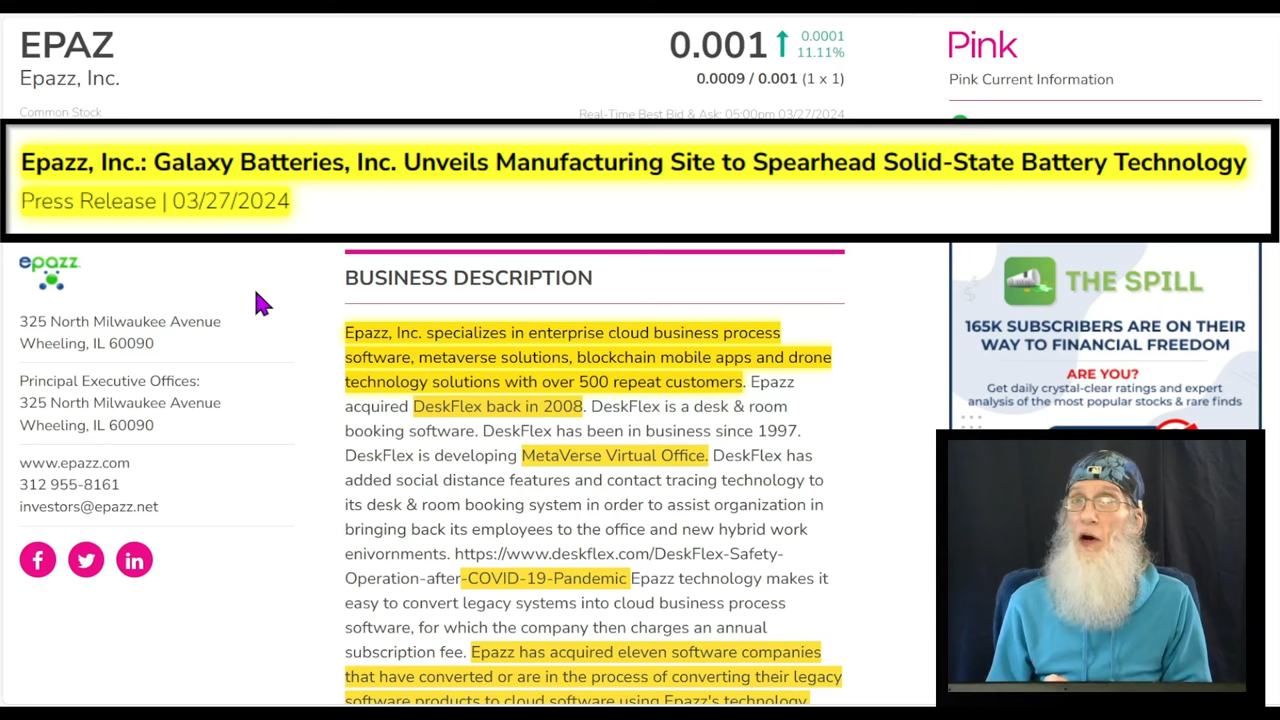 EPAZ
Epazz, Inc.
Common Stock
0.001
0.0001
11.11%
0.0009 / 0.001 (1 x 1)
Real-Time Best Bid & Ask: 05:00pm 03/27/2024
Pink
Pink Current Information
Epazz, Inc.: Galaxy Batteries, Inc. Unveils Manufacturing Site to Spearhead Solid-State Battery Technology
Press Release | 03/27/2024
epazz
325 North Milwaukee Avenue
Wheeling, IL 60090
Principal Executive Offices:
325 North Milwaukee Avenue
Wheeling, IL 60090
www.epazz.com
312 955-8161
investors@epazz.net
BUSINESS DESCRIPTION
Epazz, Inc. specializes in enterprise cloud business process
software, metaverse solutions, blockchain mobile apps and drone
technology solutions with over 500 repeat customers. Epazz
acquired DeskFlex back in 2008. DeskFlex is a desk & room
booking software. DeskFlex has been in business since 1997.
DeskFlex is developing MetaVerse Virtual Office. DeskFlex has
added social distance features and contact tracing technology to
its desk & room booking system in order to assist organization in
bringing back its employees to the office and new hybrid work
enivornments. https://www.deskflex.com/DeskFlex-Safety-
Operation-after-COVID-19-Pandemic Epazz technology makes it
easy to convert legacy systems into cloud business process
software, for which the company then charges an annual
subscription fee. Epazz has acquired eleven software companies
that have converted or are in the process of converting their legacy
software products to cloud software using Epazz's technology.
THE SPILL
165K SUBSCRIBERS ARE ON THEIR
WAY TO FINANCIAL FREEDOM
ARE YOU?
Get daily crystal-clear ratings and expert
analysis of the most popular stocks & rare finds